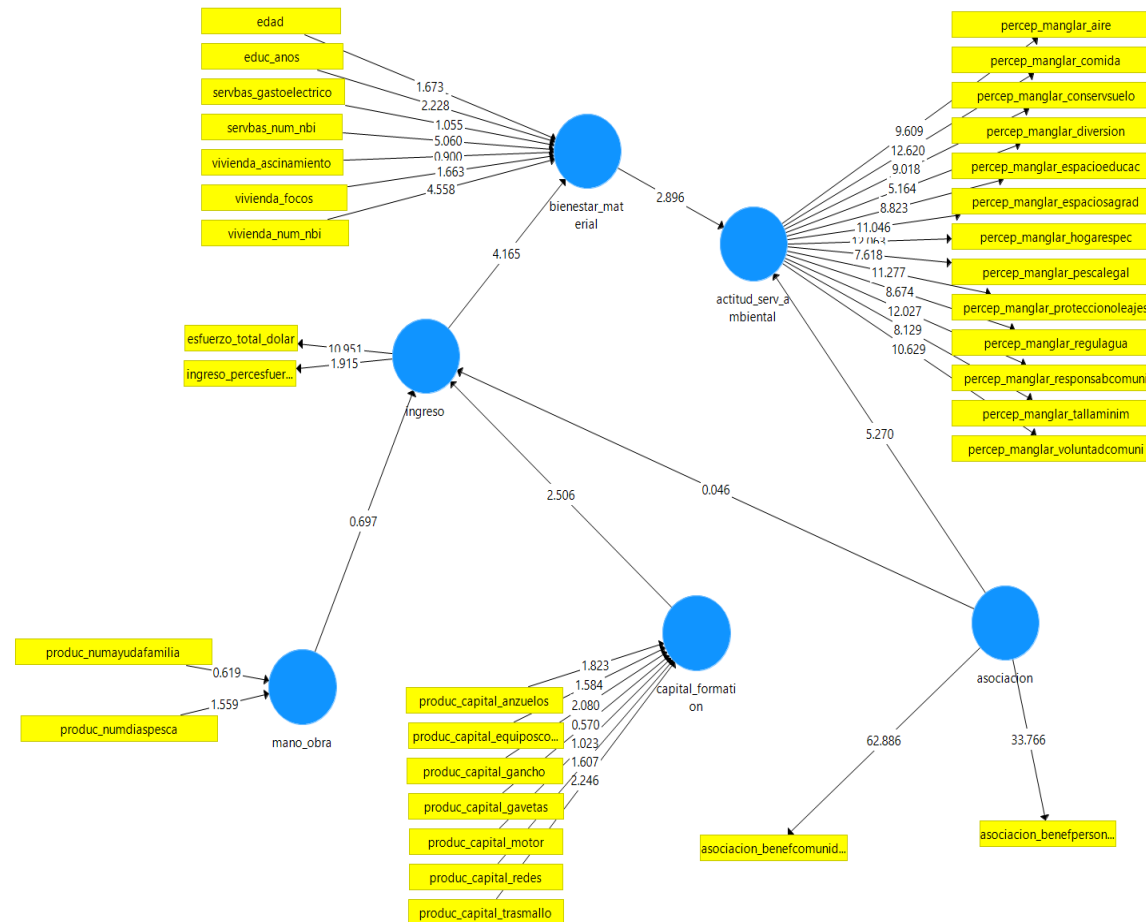 edad
educ_anos
servbas_gastoelectrico
servbas_num_nbi
vivienda_ascinamiento
vivienda_focos
vivienda_num_nbi
1.673
2.228
1.055
5.060
0.900
1.663
4.558
bienestar_mat
erial
2.896
4.165
actitud_serv_a
mbiental
9.609
12.620
9.018
5.164
8.823
11.046
12.063
7.618
11.277
8.674
12.027
8.129
10.629
percep_manglar_aire
percep_manglar_comida
percep_manglar_conservsuelo
percep_manglar_diversion
percep_manglar_espacioeducac
percep_manglar_espaciosagrad
percep_manglar_hogarespec
percep_manglar_pescalegal
percep_manglar_proteccionoleajes
percep_manglar_regulagua
percep_manglar_responsabcomuni
percep_manglar_tallaminim
percep_manglar_voluntadcomuni
esfuerzo_total_dolar
ingreso_percesfuer...
10.951
1.915
ingreso
5.270
0.046
2.506
0.697
produc_numayudafamilia
produc_numdiaspesca
0.619
1.559
mano_obra
produc_capital_anzuelos
produc_capital_equiposco...
produc_capital_gancho
produc_capital_gavetas
produc_capital_motor
produc_capital_redes
produc_capital_trasmallo
1.823
1.584
2.080
0.570
1.023
1.607
2.246
capital_formati
on
asociacion
62.886
33.766
asociacion_benefcomunid...
asociacion_benefperson...